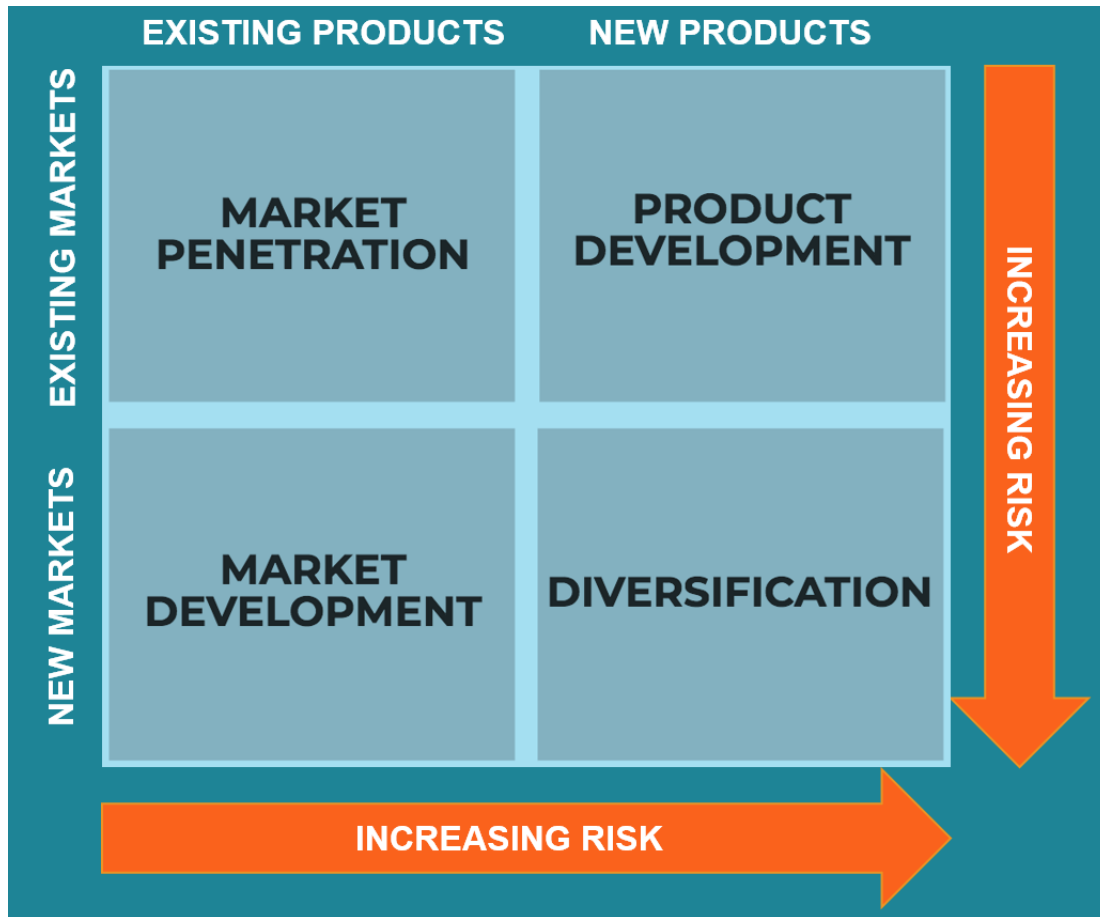 EXISTING PRODUCTS
NEW PRODUCTS
EXISTING MARKETS
MARKET
PENETRATION
PRODUCT
DEVELOPMENT
NEW MARKETS
MARKET
DEVELOPMENT
DIVERSIFICATION
INCREASING RISK
INCREASING RISK